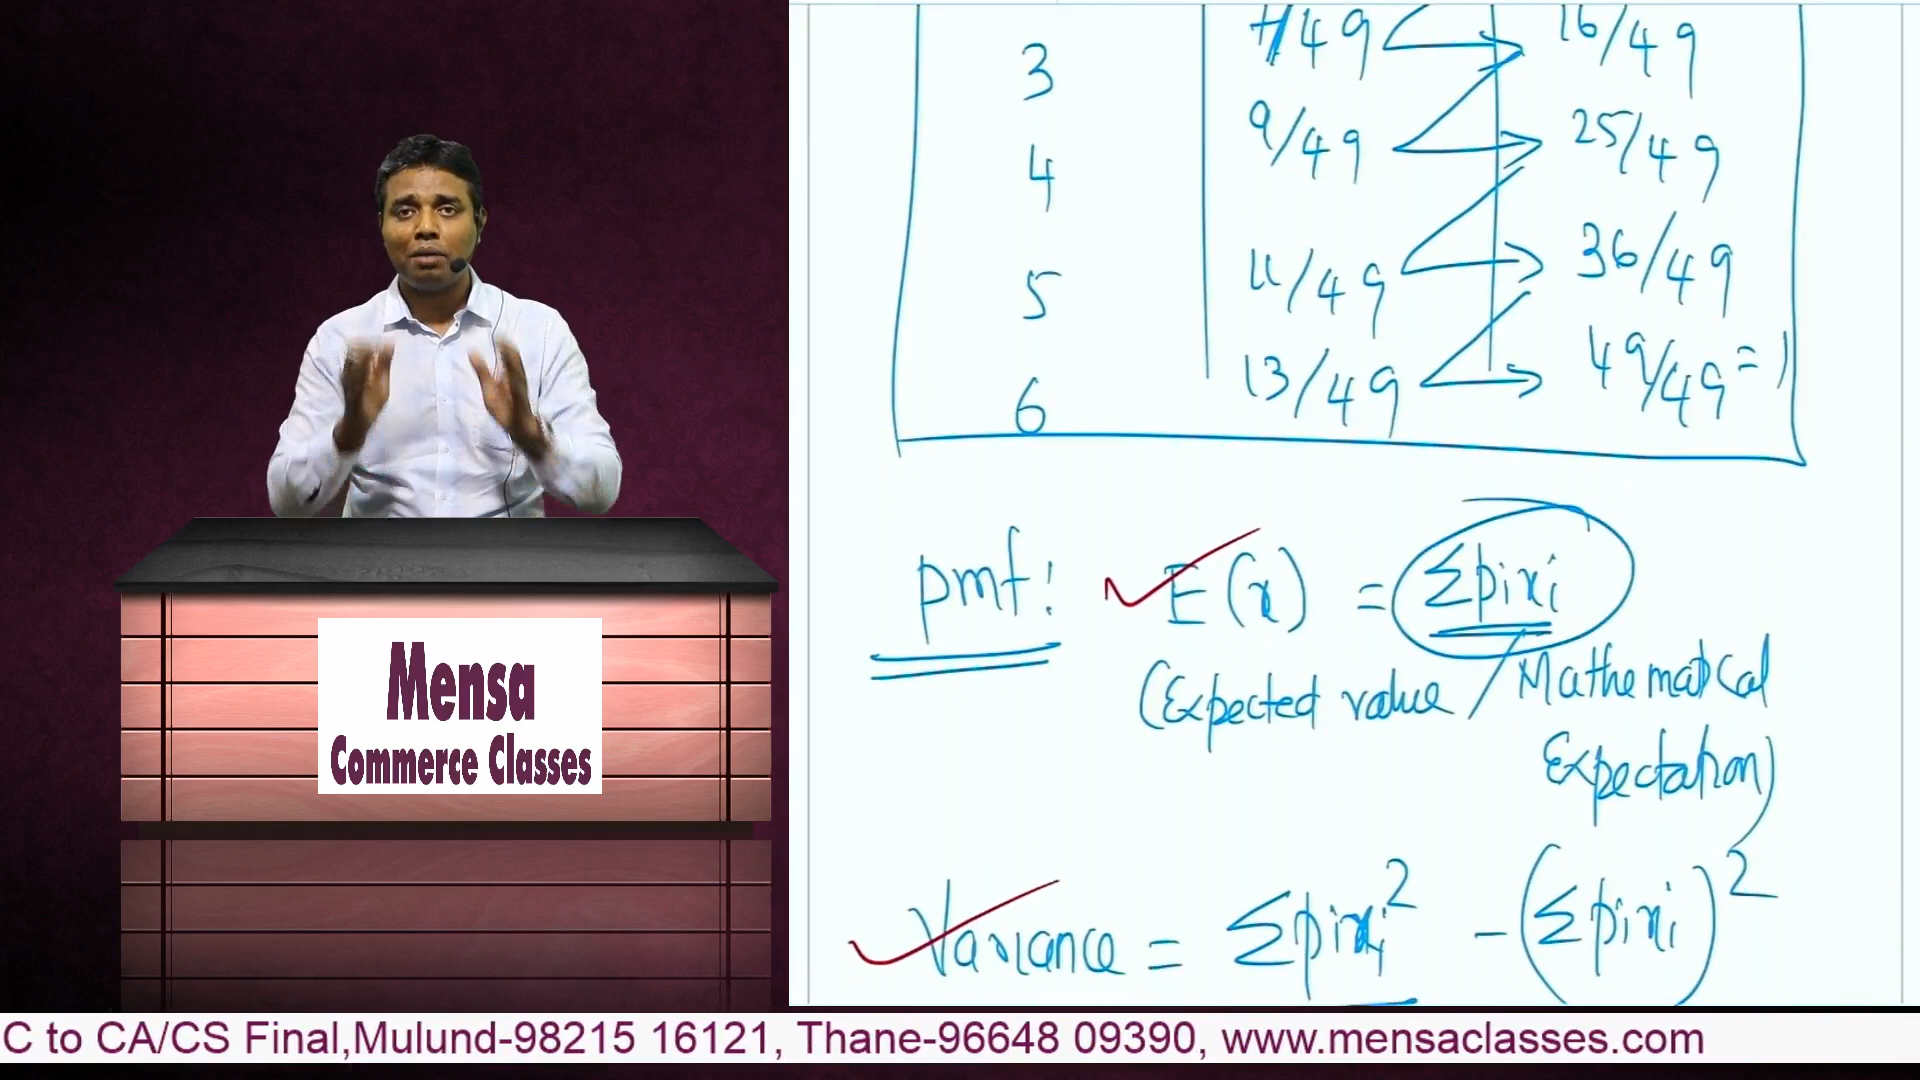 3 7/49 16/49
4 9/49 25/49
5 11/49 36/49
6 13/49 49/49 = 1
pmf: E(x) = Σpixi
(Expected value / Mathematical
Expectation)
Variance = Σpixi² - (Σpixi)²
Mensa
Commerce Classes
C to CA/CS Final,Mulund-98215 16121, Thane-96648 09390, www.mensaclasses.com